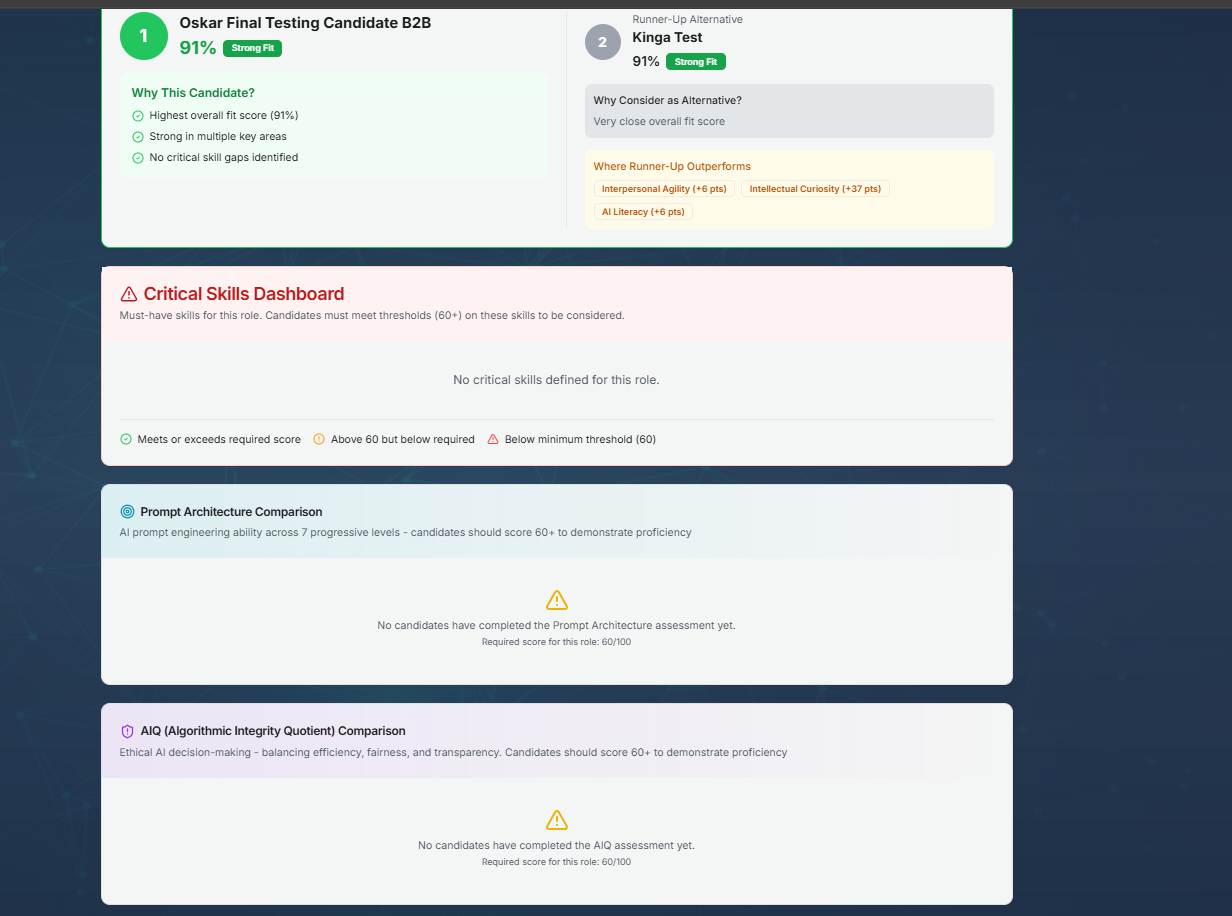 1
Oskar Final Testing Candidate B2B
91% Strong Fit
Why This Candidate?
Highest overall fit score (91%)
Strong in multiple key areas
No critical skill gaps identified
2
Runner-Up Alternative
Kinga Test
91% Strong Fit
Why Consider as Alternative?
Very close overall fit score
Where Runner-Up Outperforms
Interpersonal Agility (+6 pts) Intellectual Curiosity (+37 pts)
AI Literacy (+6 pts)
Critical Skills Dashboard
Must-have skills for this role. Candidates must meet thresholds (60+) on these skills to be considered.
No critical skills defined for this role.
Meets or exceeds required score Above 60 but below required Below minimum threshold (60)
Prompt Architecture Comparison
AI prompt engineering ability across 7 progressive levels - candidates should score 60+ to demonstrate proficiency
No candidates have completed the Prompt Architecture assessment yet.
Required score for this role: 60/100
AIQ (Algorithmic Integrity Quotient) Comparison
Ethical AI decision-making - balancing efficiency, fairness, and transparency. Candidates should score 60+ to demonstrate proficiency
No candidates have completed the AIQ assessment yet.
Required score for this role: 60/100